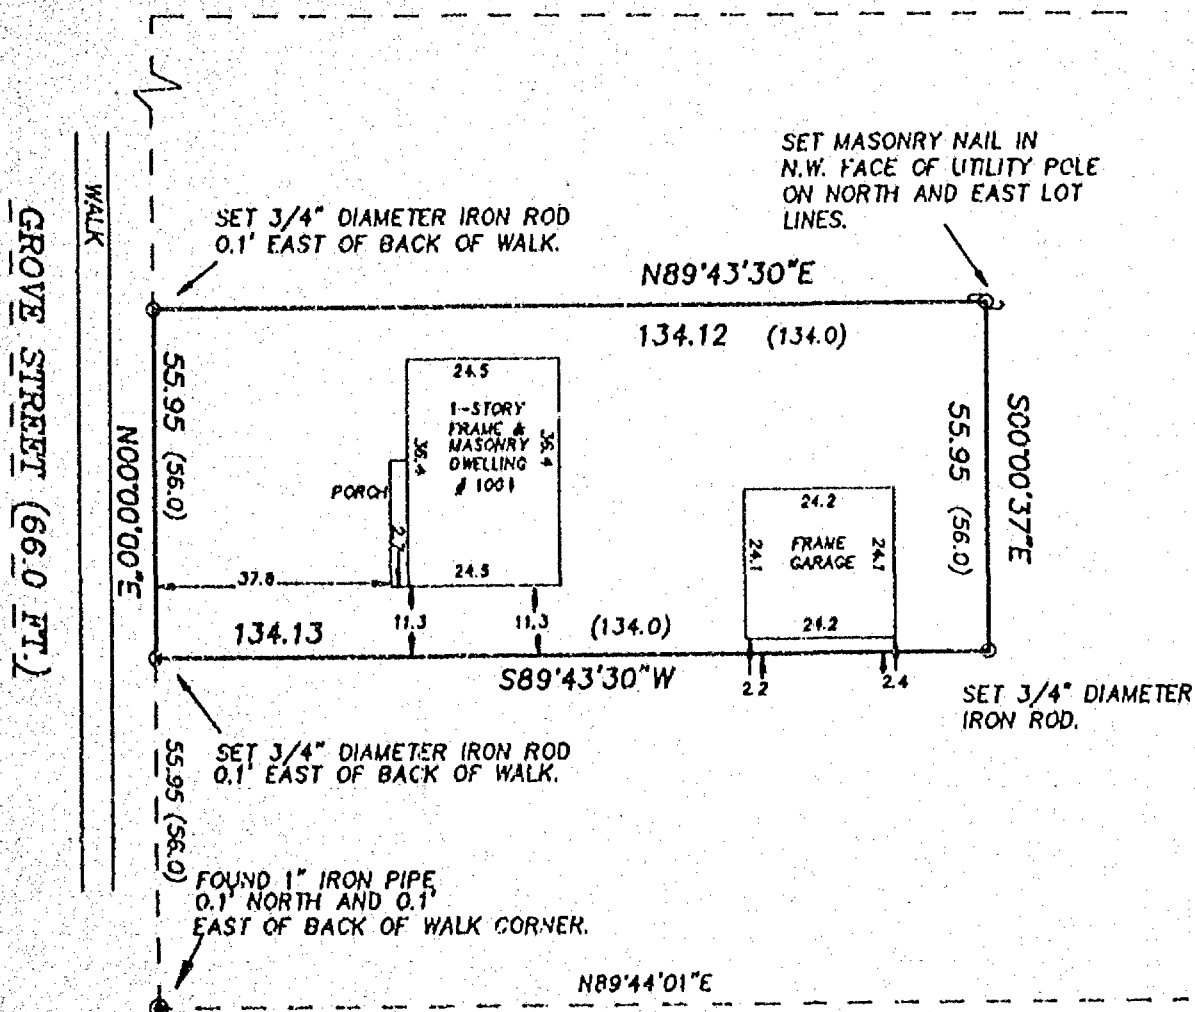 SET MASONRY NAIL IN
N.W. FACE OF UTILITY POLE
ON NORTH AND EAST LOT
LINES.
SET 3/4" DIAMETER IRON ROD
0.1' EAST OF BACK OF WALK.
WALK
GROVE STREET (66.0 FT.)
N89°43'30"E
134.12 (134.0)
55.95 (56.0)
N00°00'00"E
24.5
1-STORY
FRAME &
MASONRY
DWELLING
# 1001
36.4
36.4
24.5
PORCH
2.7
37.8
24.2
FRAME
GARAGE
24.1
24.1
24.2
55.95 (56.0)
S00°00'37"E
11.3
11.3
134.13
(134.0)
S89°43'30"W
2.2
2.4
SET 3/4" DIAMETER
IRON ROD.
SET 3/4" DIAMETER IRON ROD
0.1' EAST OF BACK OF WALK.
55.95 (56.0)
FOUND 1" IRON PIPE
0.1' NORTH AND 0.1'
EAST OF BACK OF WALK CORNER.
N89°44'01"E